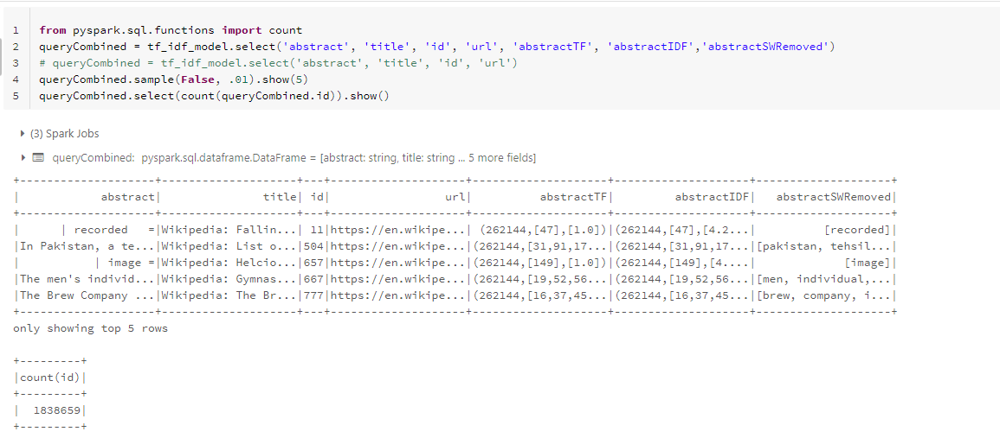 1 from pyspark.sql.functions import count
2 queryCombined = tf_idf_model.select('abstract', 'title', 'id', 'url', 'abstractTF', 'abstractIDF','abstractSWRemoved')
3 # queryCombined = tf_idf_model.select('abstract', 'title', 'id', 'url')
4 queryCombined.sample(False, .01).show(5)
5 queryCombined.select(count(queryCombined.id)).show()
(3) Spark Jobs
queryCombined: pyspark.sql.dataframe.DataFrame = [abstract: string, title: string ... 5 more fields]
+--------------------+--------------------+---+--------------------+--------------------+--------------------+--------------------+
|            abstract|               title| id|                 url|          abstractTF|         abstractIDF|   abstractSWRemoved|
+--------------------+--------------------+---+--------------------+--------------------+--------------------+--------------------+
|      | recorded   =|Wikipedia: Fallin...| 11|https://en.wikipe...| (262144,[47],[1.0])|(262144,[47],[4.2...|          [recorded]|
|In Pakistan, a te...|Wikipedia: List o...|504|https://en.wikipe...|(262144,[31,91,17...|(262144,[31,91,17...|[pakistan, tehsil...|
|           | image =|Wikipedia: Helcio...|657|https://en.wikipe...|(262144,[149],[1.0])|(262144,[149],[4....|             [image]|
|The men's individ...|Wikipedia: Gymnas...|667|https://en.wikipe...|(262144,[19,52,56...|(262144,[19,52,56...|[men, individual,...|
|The Brew Company ...|Wikipedia: The Br...|777|https://en.wikipe...|(262144,[16,37,45...|(262144,[16,37,45...|[brew, company, i...|
+--------------------+--------------------+---+--------------------+--------------------+--------------------+--------------------+
only showing top 5 rows
+---------+
|count(id)|
+---------+
|  1838659|
+---------+